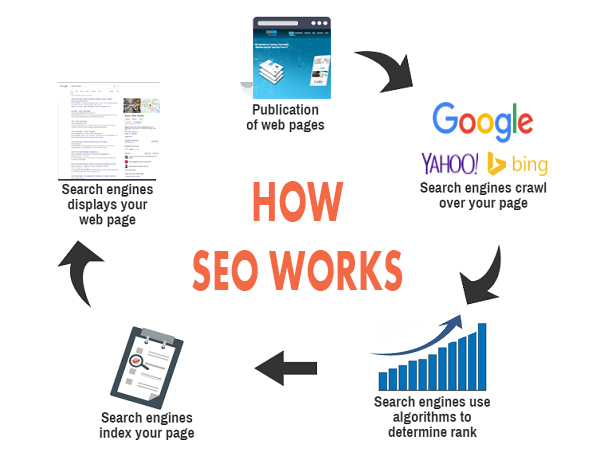 Publication
of web pages
Google
YAHOO!
bing
Search engines crawl
over your page
Search engines use
algorithms to
determine rank
Search engines
index your page
Search engines
displays your
web page
HOW
SEO WORKS